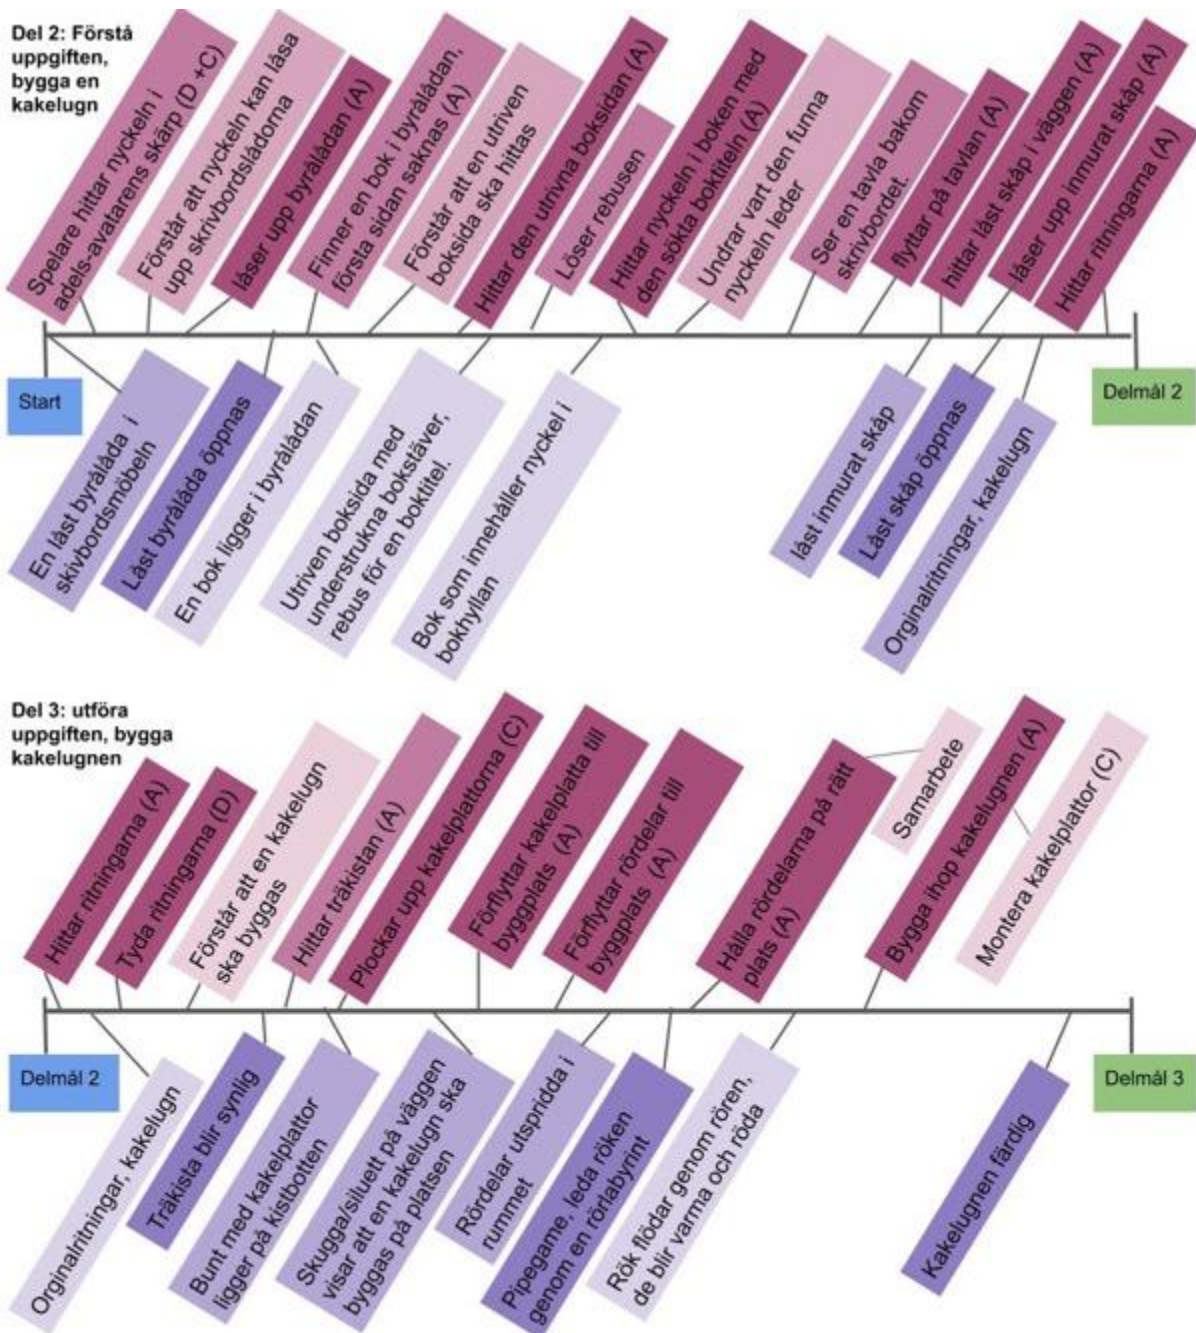 Del 2: Förstå
uppgiften,
bygga en
kakelugn
Spelare hittar nyckeln i
adels-avatarens skärp (D +C)
Förstår att nyckeln kan låsa
upp skrivbordslådorna
låser upp byrålådan (A)
Finner en bok i byrålådan,
första sidan saknas (A)
Förstår att en utriven
boksida ska hittas
Hittar den utrivna boksidan (A)
Löser rebusen
Hittar nyckeln i boken med
den sökta boktiteln (A)
Undrar vart den funna
nyckeln leder
Ser en tavla bakom
skrivbordet.
flyttar på tavlan (A)
hittar låst skåp i väggen (A)
låser upp inmurat skåp (A)
Hittar ritningarna (A)
Start
En låst byrålåda i
skivbordsmöbeln
Låst byrålåda öppnas
En bok ligger i byrålådan
Utriven boksida med
understrukna bokstäver,
rebus för en boktitel.
Bok som innehåller nyckel i
bokhyllan
låst inmurat skåp
Låst skåp öppnas
Orginalritningar, kakelugn
Delmål 2
Del 3: utföra
uppgiften, bygga
kakelugnen
Hittar ritningarna (A)
Tyda ritningarna (D)
Förstår att en kakelugn
ska byggas
Hittar träkistan (A)
Plockar upp kakelplattorna (C)
Förflyttar kakelplatta till
byggplats (A)
Förflyttar rördelar till
byggplats (A)
Hålla rördelarna på rätt
plats (A)
Samarbete
Bygga ihop kakelugnen (A)
Montera kakelplattor (C)
Delmål 2
Orginalritningar, kakelugn
Träkista blir synlig
Bunt med kakelplattor
ligger på kistbotten
Skugga/siluett på väggen
visar att en kakelugn ska
byggas på platsen
Rördelar utspridda i
rummet
Pipegame, leda röken
genom en rörlabyrint
Rök flödar genom rören,
de blir varma och röda
Kakelugnen färdig
Delmål 3